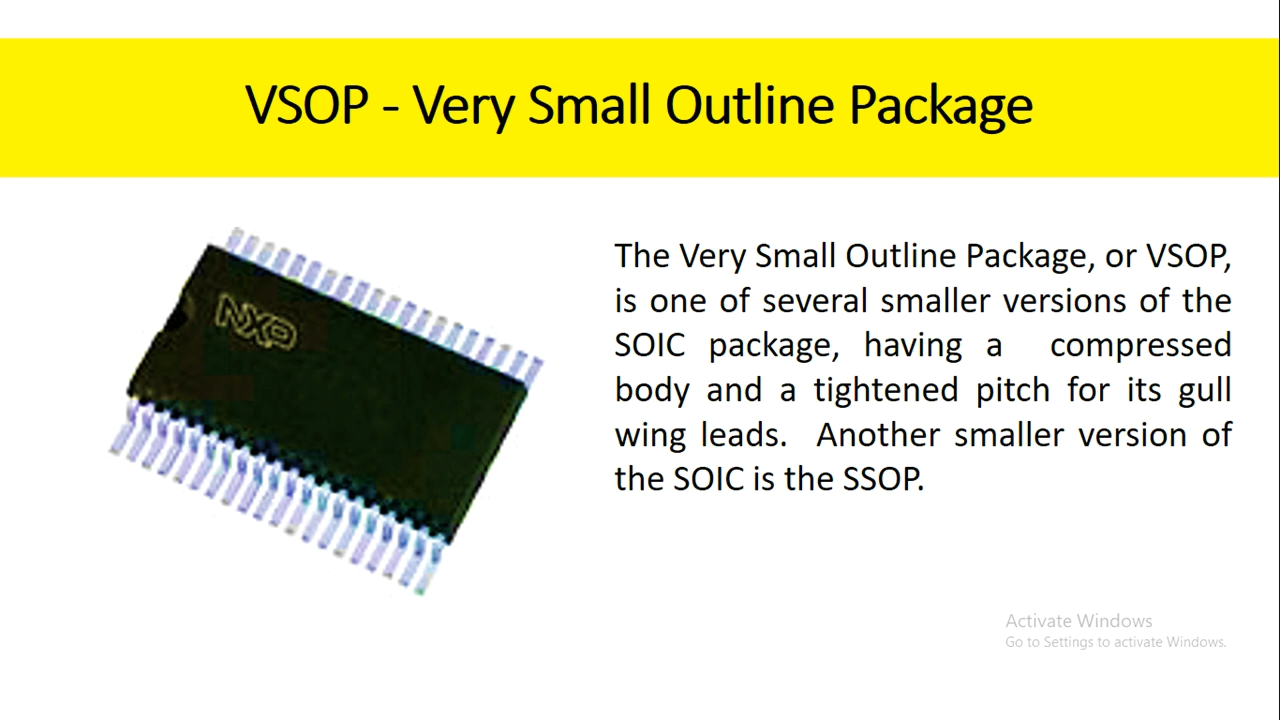 VSOP - Very Small Outline Package
NXP
The Very Small Outline Package, or VSOP,
is one of several smaller versions of the
SOIC package, having a compressed
body and a tightened pitch for its gull
wing leads. Another smaller version of
the SOIC is the SSOP.
Activate Windows
Go to Settings to activate Windows.